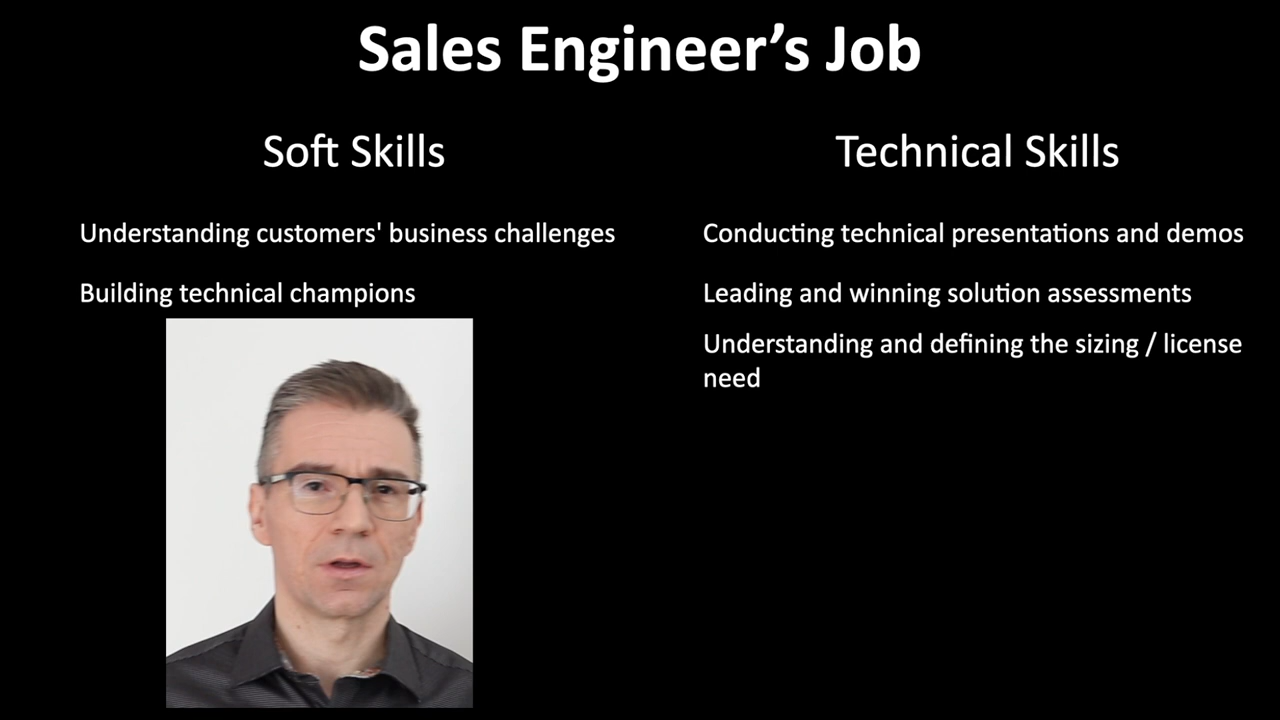 Sales Engineer’s Job
Soft Skills
Understanding customers' business challenges
Building technical champions
Technical Skills
Conducting technical presentations and demos
Leading and winning solution assessments
Understanding and defining the sizing / license
need